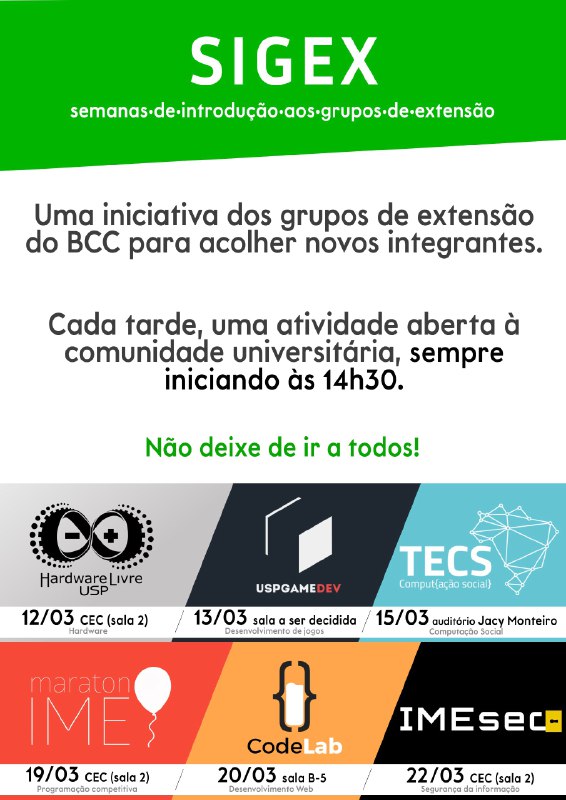 SIGEX
semanas·de·introdução·aos·grupos·de·extensão
Uma iniciativa dos grupos de extensão
do BCC para acolher novos integrantes.
Cada tarde, uma atividade aberta à
comunidade universitária, sempre
iniciando às 14h30.
Não deixe de ir a todos!
HardwareLivre
USP
USPGAMEDEV
TECS
Comput{ação social}
12/03 CEC (sala 2)
Hardware
13/03 sala a ser decidida
Desenvolvimento de jogos
15/03 auditório Jacy Monteiro
Computação Social
maraton
IME
CodeLab
IMEsec
19/03 CEC (sala 2)
Programação competitiva
20/03 sala B-5
Desenvolvimento Web
22/03 CEC (sala 2)
Segurança da informação